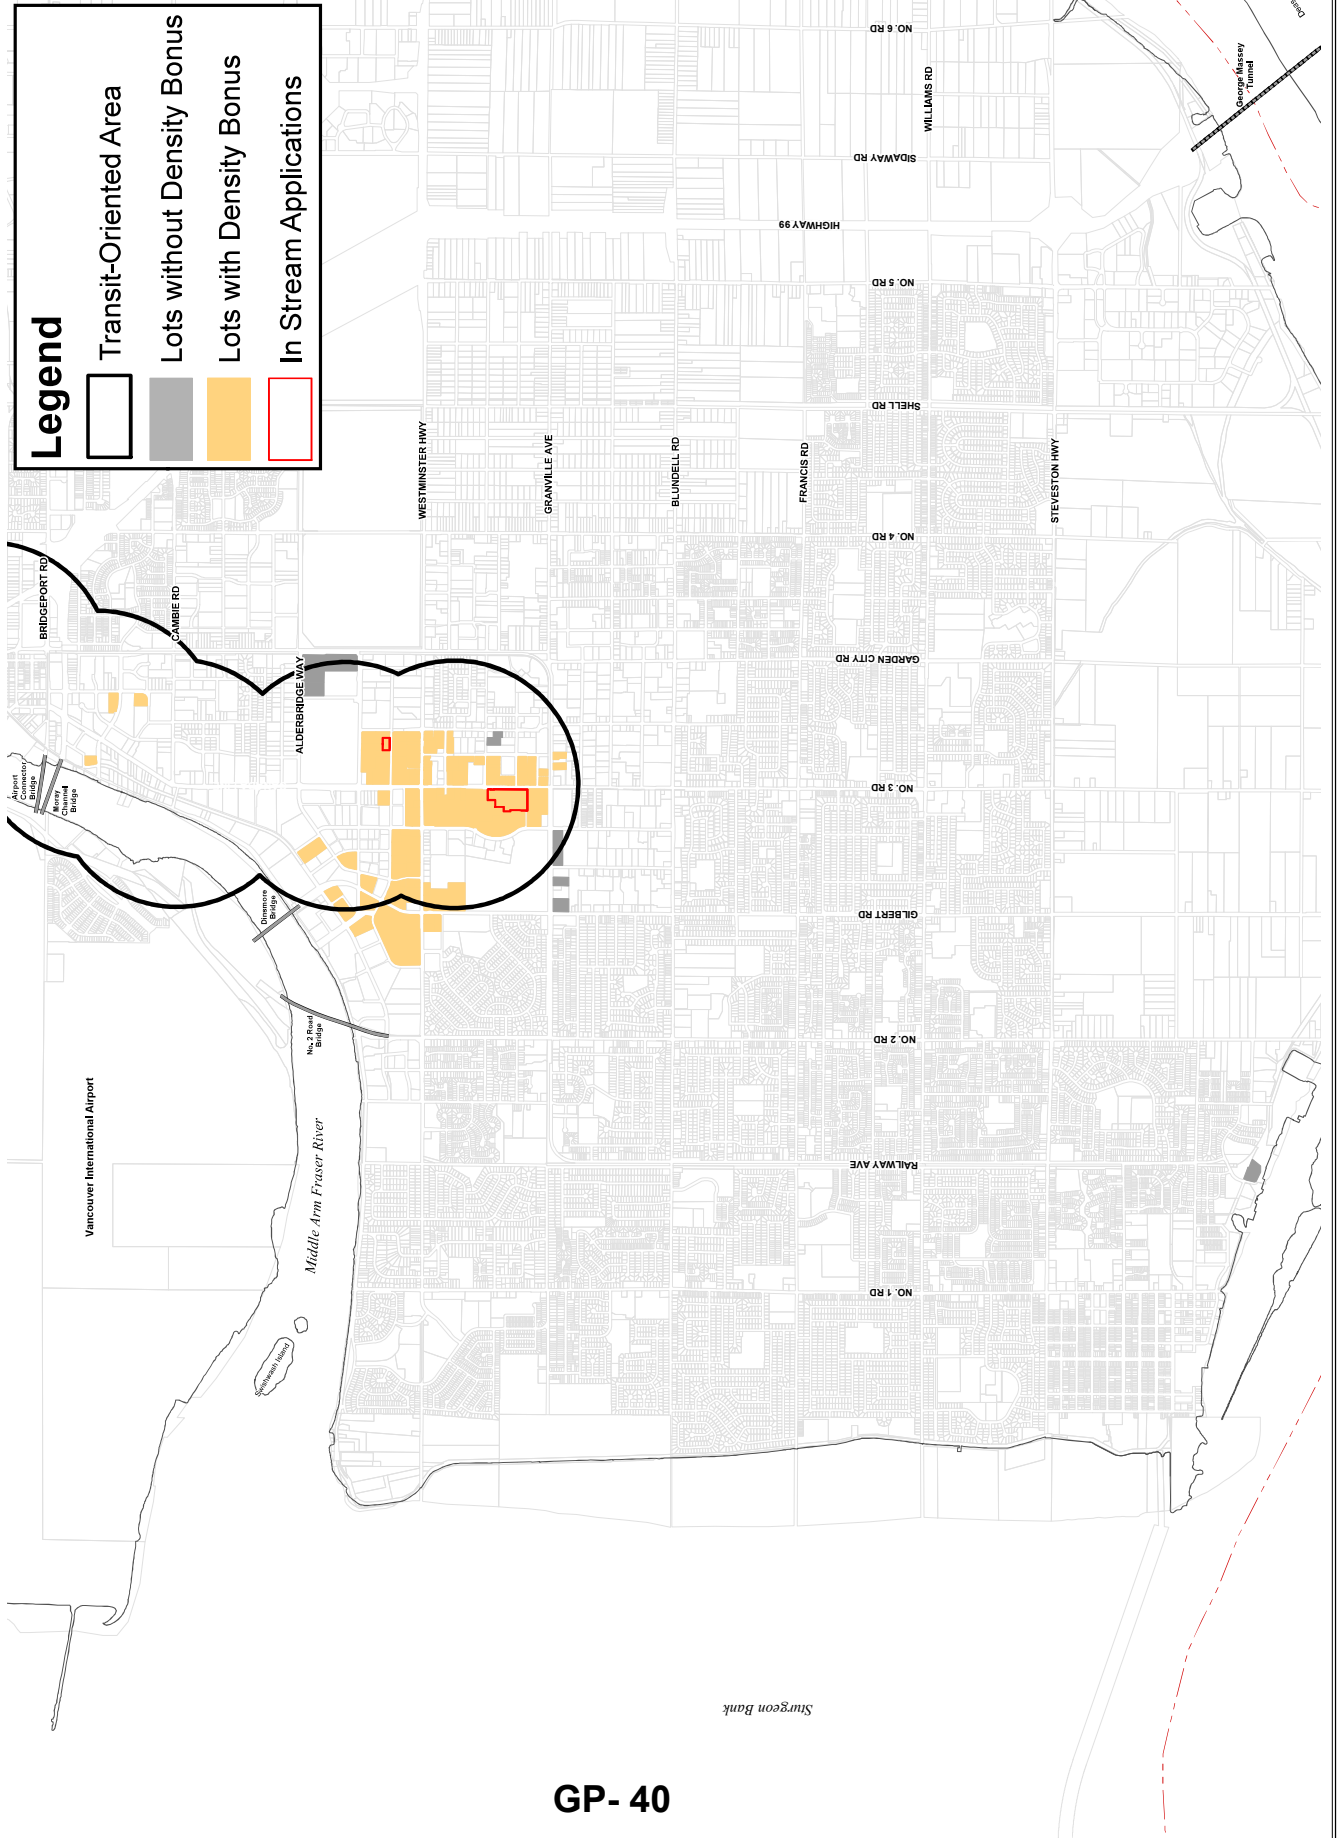 Legend
Transit-Oriented Area
Lots without Density Bonus
Lots with Density Bonus
In Stream Applications
NO. 6 RD
WILLIAMS RD
SIDAWAY RD
HIGHWAY 99
NO. 5 RD
SHELL RD
George Massey
Tunnel
WESTMINSTER HWY
GRANVILLE AVE
BLUNDELL RD
FRANCIS RD
STEVESTON HWY
NO. 4 RD
BRIDGEPORT RD
CAMBIE RD
ALDERBRIDGE WAY
GARDEN CITY RD
Airport
Connector
Bridge
Moray
Channel
Bridge
NO. 3 RD
Dinsmore
Bridge
GILBERT RD
No. 2 Road
Bridge
NO. 2 RD
Vancouver International Airport
Middle Arm Fraser River
RAILWAY AVE
NO. 1 RD
Swishwash Island
Sturgeon Bank
GP- 40